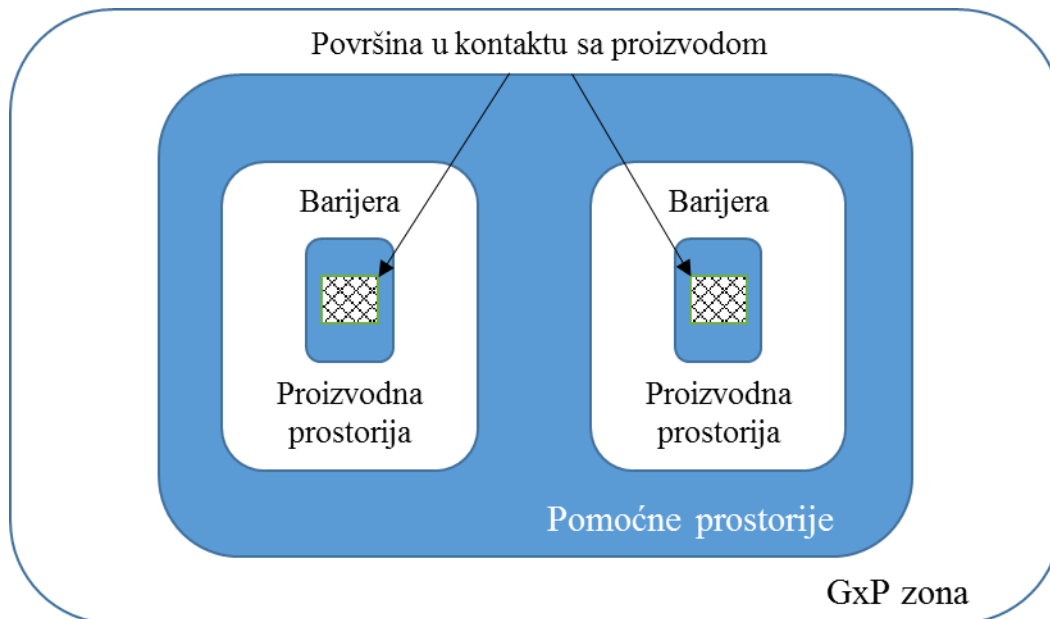 Površina u kontaktu sa proizvodom
Barijera
Proizvodna
prostorija
Barijera
Proizvodna
prostorija
Pomoćne prostorije
GxP zona